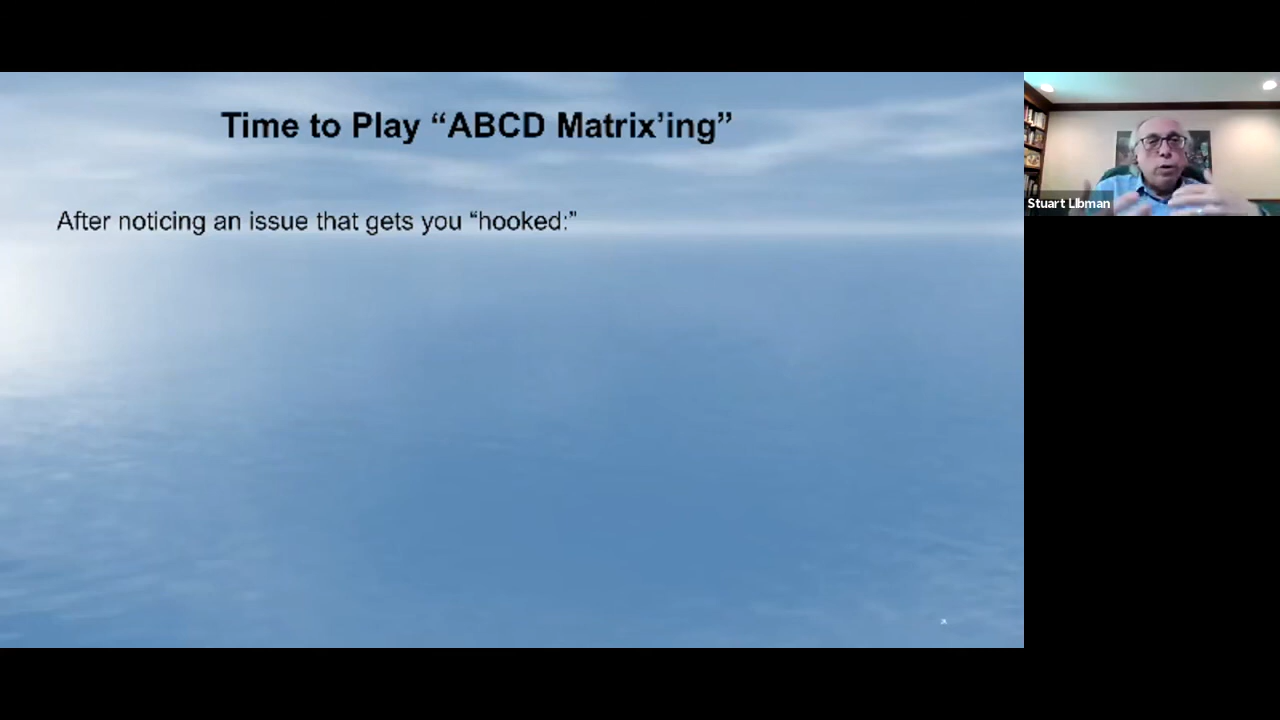 Time to Play “ABCD Matrix’ing”
After noticing an issue that gets you “hooked:”
Stuart Libman